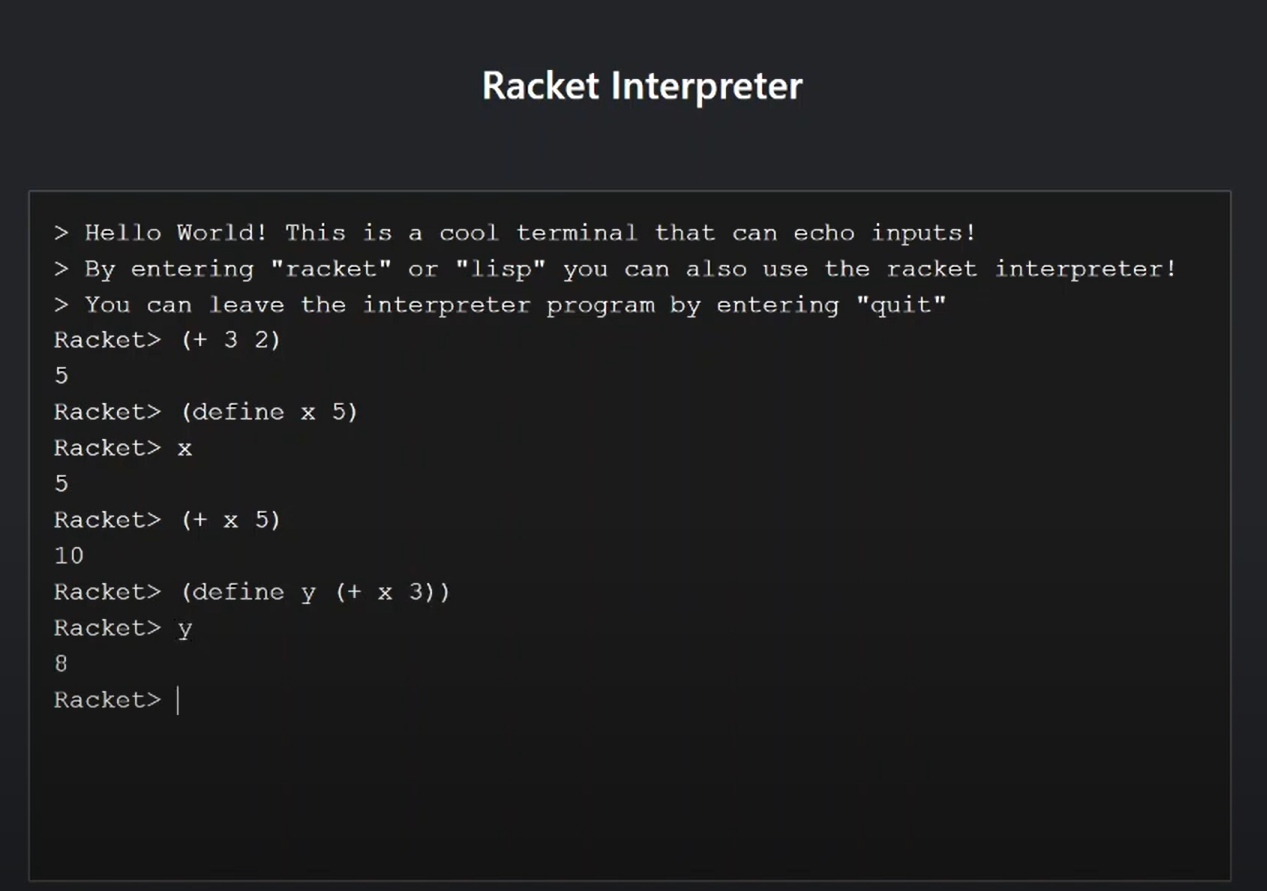 Racket Interpreter
> Hello World! This is a cool terminal that can echo inputs!
> By entering "racket" or "lisp" you can also use the racket interpreter!
> You can leave the interpreter program by entering "quit"
Racket> (+ 3 2)
5
Racket> (define x 5)
Racket> x
5
Racket> (+ x 5)
10
Racket> (define y (+ x 3))
Racket> y
8
Racket>